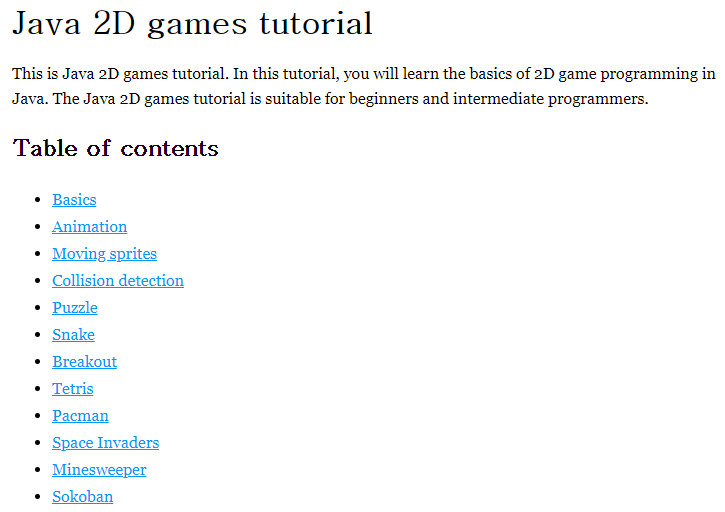 Java 2D games tutorial
This is Java 2D games tutorial. In this tutorial, you will learn the basics of 2D game programming in
Java. The Java 2D games tutorial is suitable for beginners and intermediate programmers.
Table of contents
Basics
Animation
Moving sprites
Collision detection
Puzzle
Snake
Breakout
Tetris
Pacman
Space Invaders
Minesweeper
Sokoban